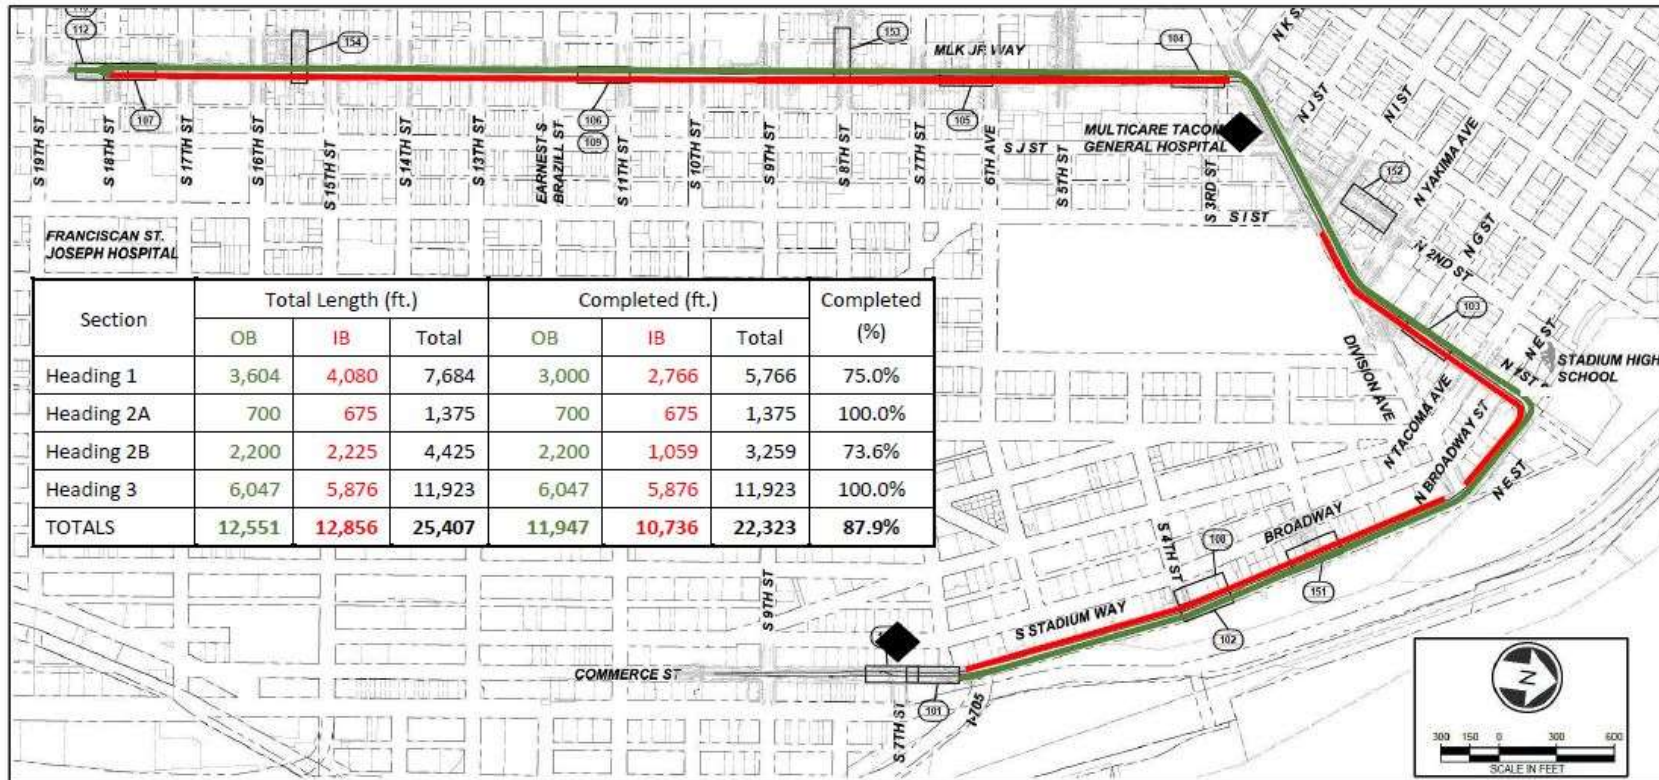 112
154
153
MLK JR. WAY
104
N K S
107
106
109
105
MULTICARE TACOM
GENERAL HOSPITAL
N J ST
N I ST
N YAKIMA AVE
152
S 19TH ST
S 18TH ST
S 17TH ST
S 16TH ST
S 15TH ST
S 14TH ST
S 13TH ST
EARNEST S
BRAZILL ST
S 11TH ST
S 10TH ST
S 9TH ST
S 8TH ST
S 7TH ST
6TH AVE
S J ST
S 5TH ST
S 3RD ST
S I ST
N G ST
N 2ND ST
FRANCISCAN ST.
JOSEPH HOSPITAL
Section Total Length (ft.) Completed (ft.) Completed
(%)
OB IB Total OB IB Total
Heading 1 3,604 4,080 7,684 3,000 2,766 5,766 75.0%
Heading 2A 700 675 1,375 700 675 1,375 100.0%
Heading 2B 2,200 2,225 4,425 2,200 1,059 3,259 73.6%
Heading 3 6,047 5,876 11,923 6,047 5,876 11,923 100.0%
TOTALS 12,551 12,856 25,407 11,947 10,736 22,323 87.9%
103
N E ST
N 1ST
STADIUM HIGH
SCHOOL
DIVISION AVE
N TACOMA AVE
N BROADWAY ST
N E ST
BROADWAY
S 4TH ST
108
151
102
S STADIUM WAY
S 9TH ST
COMMERCE ST
101
S 7TH ST
I-705
N
300 150 0 300 600
SCALE IN FEET